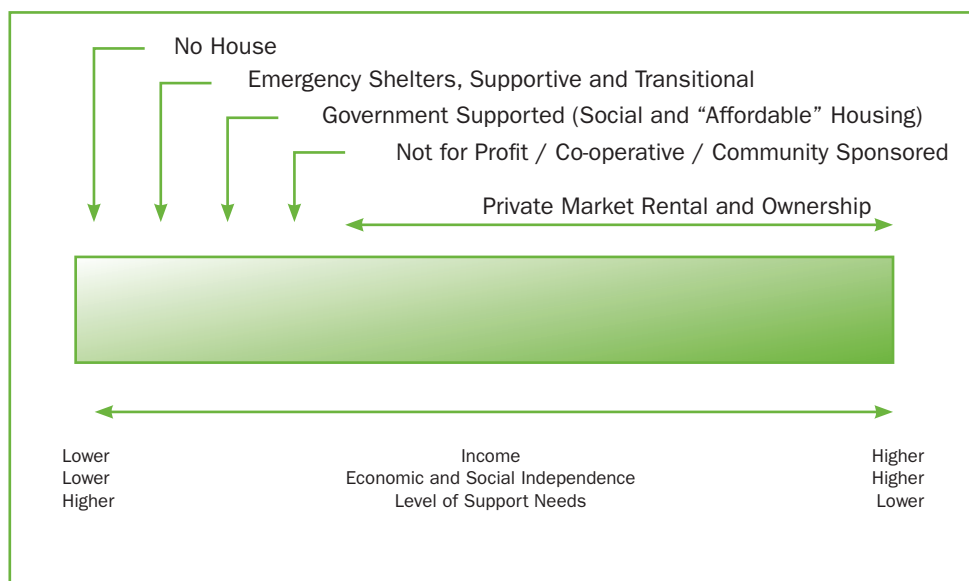 No House
Emergency Shelters, Supportive and Transitional
Government Supported (Social and “Affordable” Housing)
Not for Profit / Co-operative / Community Sponsored
Private Market Rental and Ownership
Lower Income Higher
Lower Economic and Social Independence Higher
Higher Level of Support Needs Lower